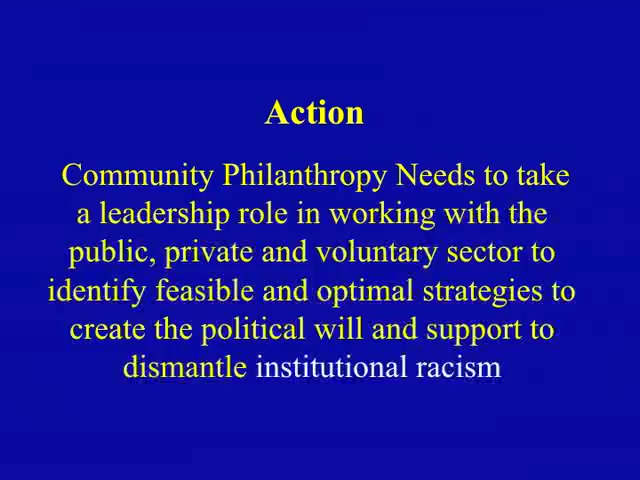 Action
Community Philanthropy Needs to take
a leadership role in working with the
public, private and voluntary sector to
identify feasible and optimal strategies to
create the political will and support to
dismantle institutional racism